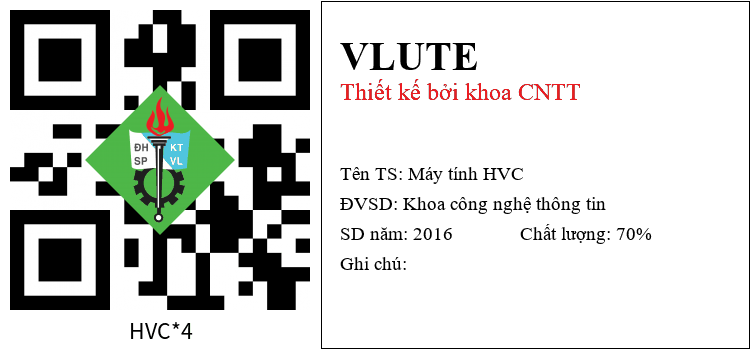 ĐH KT
SP VL
HVC*4
VLUTE
Thiết kế bởi khoa CNTT
Tên TS: Máy tính HVC
ĐVSD: Khoa công nghệ thông tin
SD năm: 2016 Chất lượng: 70%
Ghi chú: